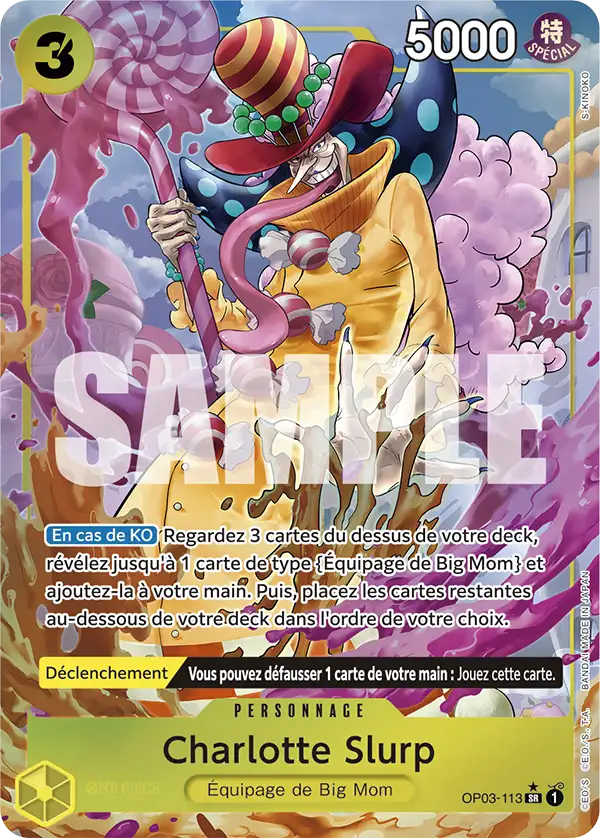 3
5000
特
SPÉCIAL
S-KINOKO
SAMPLE
En cas de KO Regardez 3 cartes du dessus de votre deck,
révélez jusqu'à 1 carte de type {Équipage de Big Mom} et
ajoutez-la à votre main. Puis, placez les cartes restantes
au-dessous de votre deck dans l'ordre de votre choix.
Déclenchement Vous pouvez défausser 1 carte de votre main : Jouez cette carte.
PERSONNAGE
Charlotte Slurp
Équipage de Big Mom
ONE PIECE
OP03-113 SR 1
©E.O./S. ©E.O./S., T.A. BANDAI MADE IN JAPAN